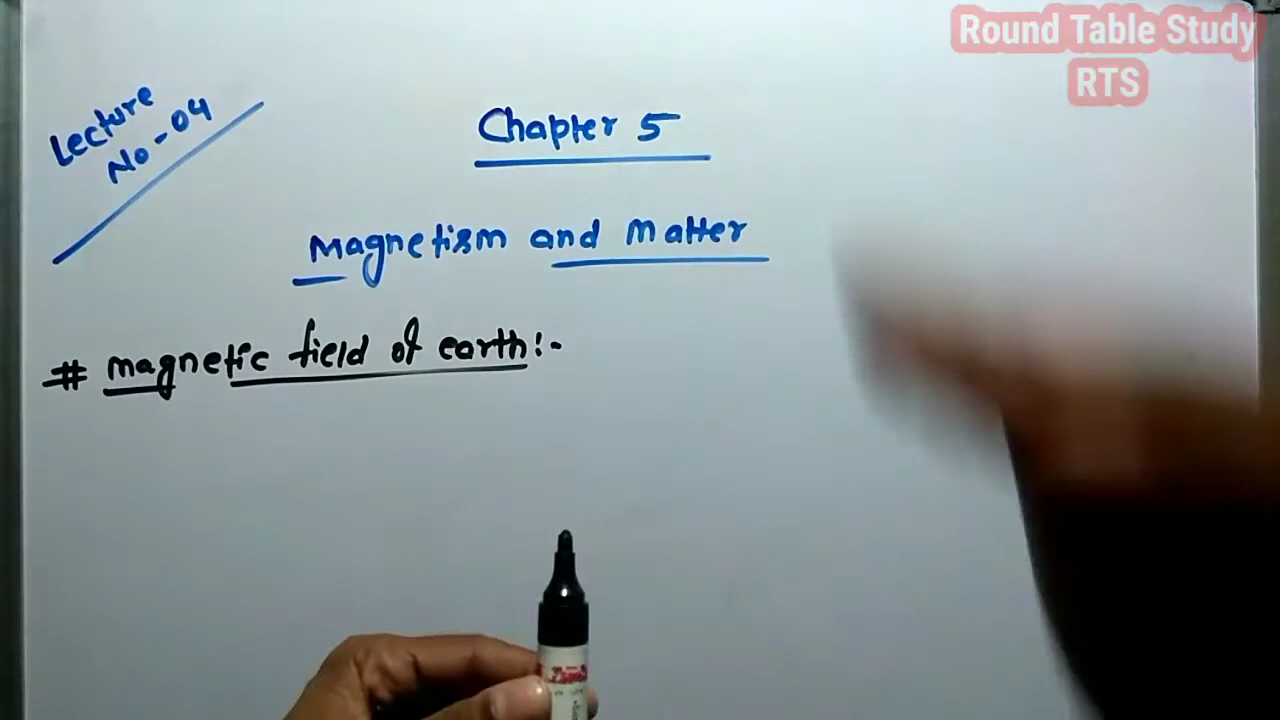 Round Table Study
RTS
Lecture
No-04
Chapter 5
Magnetism and Matter
# magnetic field of earth:-